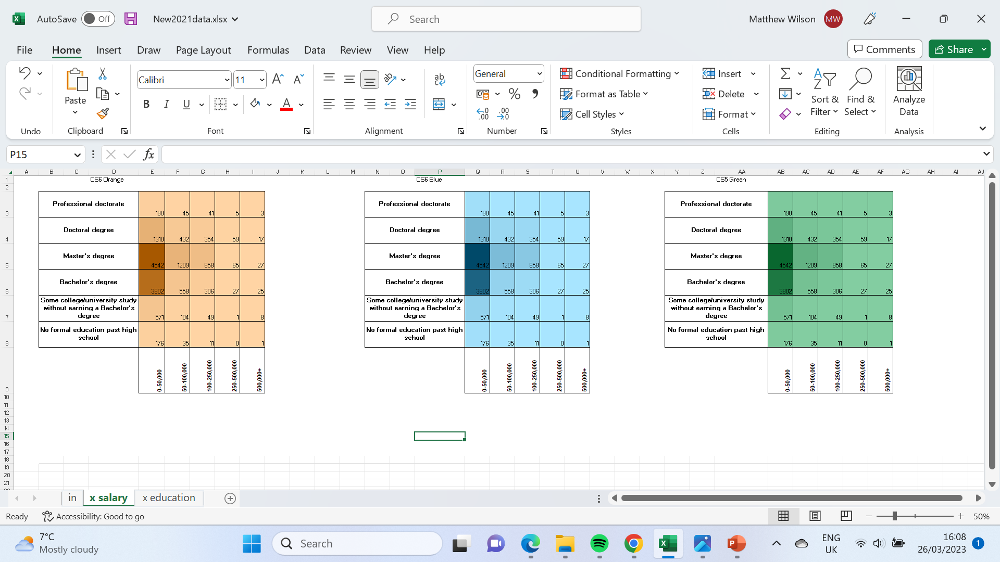 AutoSave Off New2021data.xlsx Search Matthew Wilson MW
File Home Insert Draw Page Layout Formulas Data Review View Help Comments Share
Paste Calibri 11 General Conditional Formatting Insert
B I U Format as Table Delete Sort & Filter Find & Select Analyze Data
Cell Styles Format
Undo Clipboard Font Alignment Number Styles Cells Editing Analysis
P15 fx
A B C D E F G H I J K L M N O P Q R S T U V W X Y Z AA AB AC AD AE AF AG AH AI AJ
1 CS6 Orange CS6 Blue CS5 Green
2
3 Professional doctorate 190 45 41 5 3 Professional doctorate 190 45 41 5 3 Professional doctorate 190 45 41 5 3
4 Doctoral degree 1310 432 354 59 17 Doctoral degree 1310 432 354 59 17 Doctoral degree 1310 432 354 59 17
5 Master's degree 4542 1209 858 65 27 Master's degree 4542 1209 858 65 27 Master's degree 4542 1209 858 65 27
6 Bachelor's degree 3802 558 306 27 25 Bachelor's degree 3802 558 306 27 25 Bachelor's degree 3802 558 306 27 25
7 Some college/university study without earning a Bachelor's degree 571 104 49 1 8 Some college/university study without earning a Bachelor's degree 571 104 49 1 8 Some college/university study without earning a Bachelor's degree 571 104 49 1 8
8 No formal education past high school 176 35 11 0 1 No formal education past high school 176 35 11 0 1 No formal education past high school 176 35 11 0 1
9 0-50,000 50-100,000 100-250,000 250-500,000 500,000+ 0-50,000 50-100,000 100-250,000 250-500,000 500,000+ 0-50,000 50-100,000 100-250,000 250-500,000 500,000+
10
11
12
13
14
15
16
17
18
19
20
21
in x salary x education
Ready Accessibility: Good to go 50%
7°C
Mostly cloudy
Search
ENG
UK
16:08
26/03/2023
1